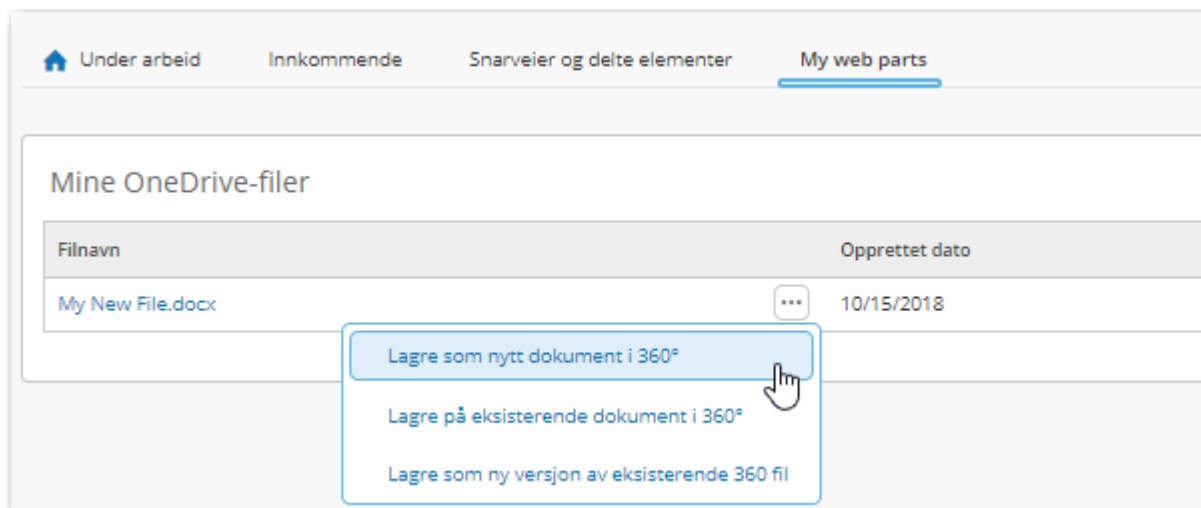 Under arbeid Innkommende Snarveier og delte elementer My web parts
Mine OneDrive-filer
Filnavn Opprettet dato
My New File.docx ... 10/15/2018
Lagre som nytt dokument i 360°
Lagre på eksisterende dokument i 360°
Lagre som ny versjon av eksisterende 360 fil